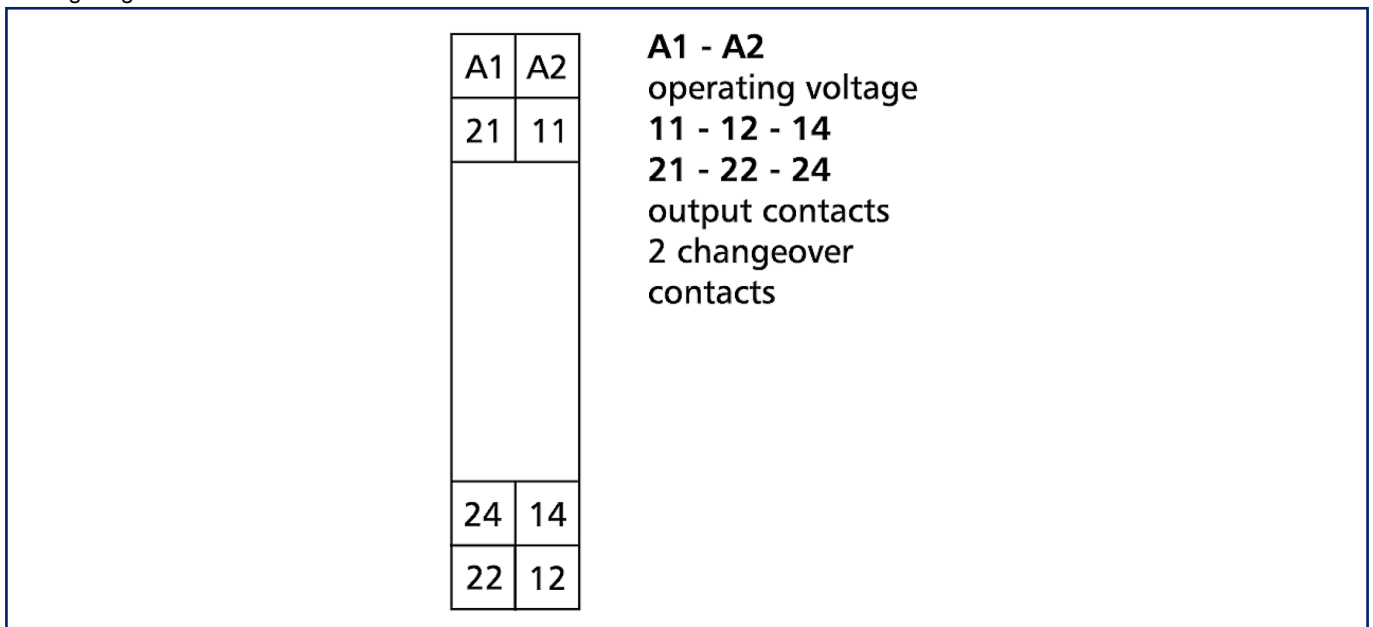 A1 A2
21 11
24 14
22 12
A1 - A2
operating voltage
11 - 12 - 14
21 - 22 - 24
output contacts
2 changeover
contacts